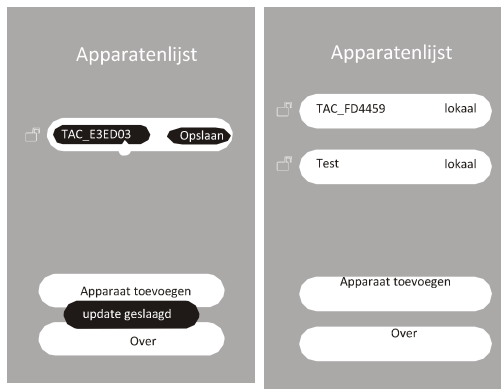 Apparatenlijst
TAC_E3ED03 Opslaan
Apparaat toevoegen
update geslaagd
Over
Apparatenlijst
TAC_FD4459 lokaal
Test lokaal
Apparaat toevoegen
Over